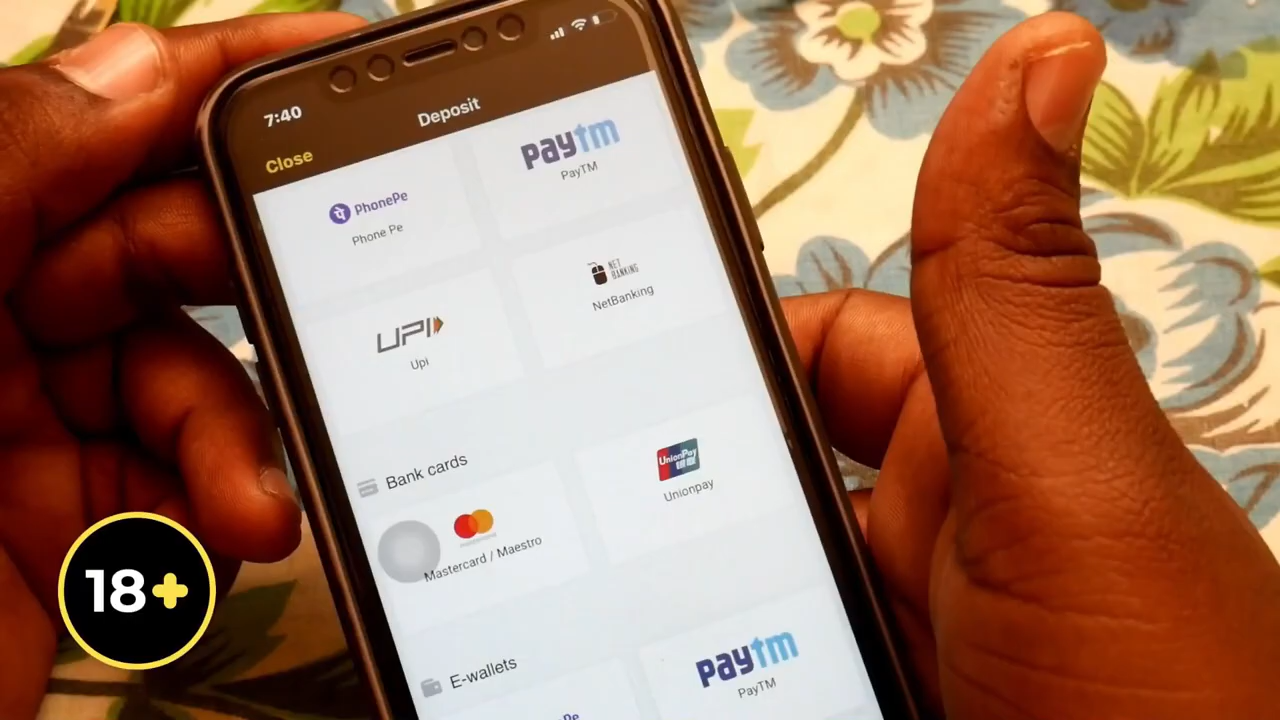 7:40
Deposit
Close
PhonePe
Phone Pe
paytm
PayTM
UPI
Upi
NET
BANKING
NetBanking
Bank cards
mastercard
Mastercard / Maestro
UnionPay
Unionpay
E-wallets
paytm
PayTM
18+